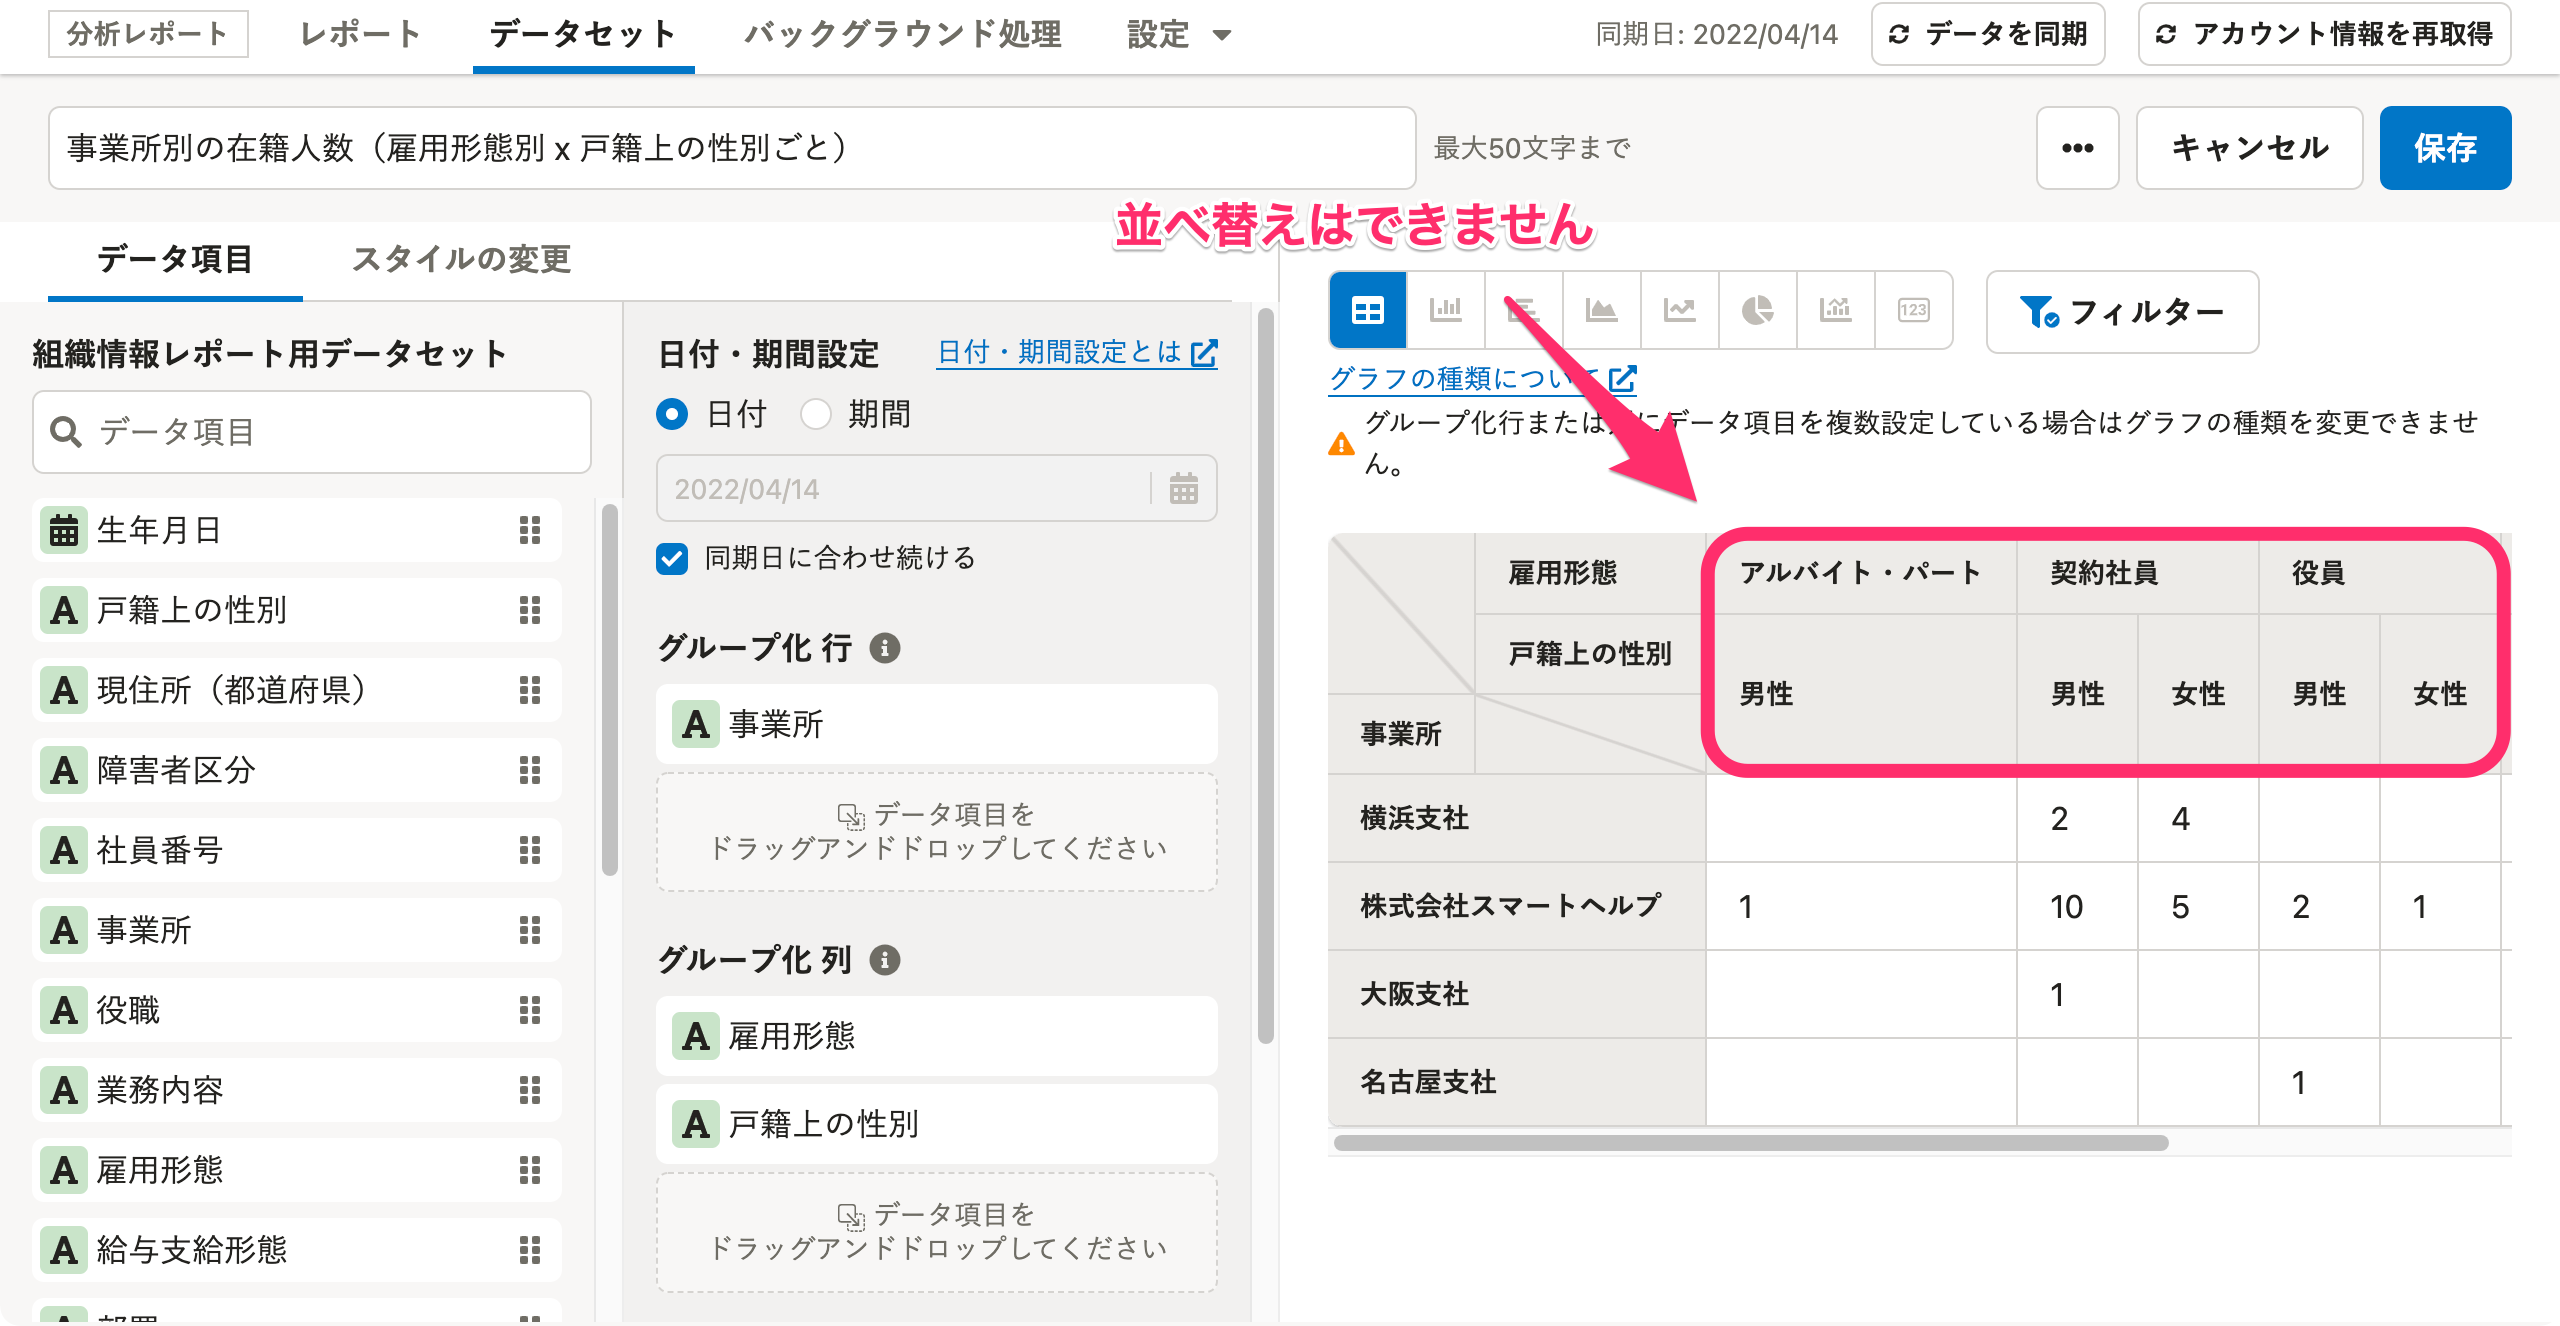 分析レポート
レポート
データセット
バックグラウンド処理
設定
同期日: 2022/04/14
データを同期
アカウント情報を再取得
事業所別の在籍人数（雇用形態別 x 戸籍上の性別ごと）
最大50文字まで
キャンセル
保存
並べ替えはできません
データ項目
スタイルの変更
組織情報レポート用データセット
データ項目
生年月日
A 戸籍上の性別
A 現住所（都道府県）
A 障害者区分
A 社員番号
A 事業所
A 役職
A 業務内容
A 雇用形態
A 給与支給形態
日付・期間設定
日付・期間設定とは
日付
期間
2022/04/14
同期日に合わせ続ける
グループ化 行
A 事業所
データ項目を
ドラッグアンドドロップしてください
グループ化 列
A 雇用形態
A 戸籍上の性別
データ項目を
ドラッグアンドドロップしてください
123
フィルター
グラフの種類について
グループ化行または列にデータ項目を複数設定している場合はグラフの種類を変更できませ
ん。
雇用形態 アルバイト・パート 契約社員 役員
戸籍上の性別 男性 男性 女性 男性 女性
事業所
横浜支社 2 4
株式会社スマートヘルプ 1 10 5 2 1
大阪支社 1
名古屋支社 1